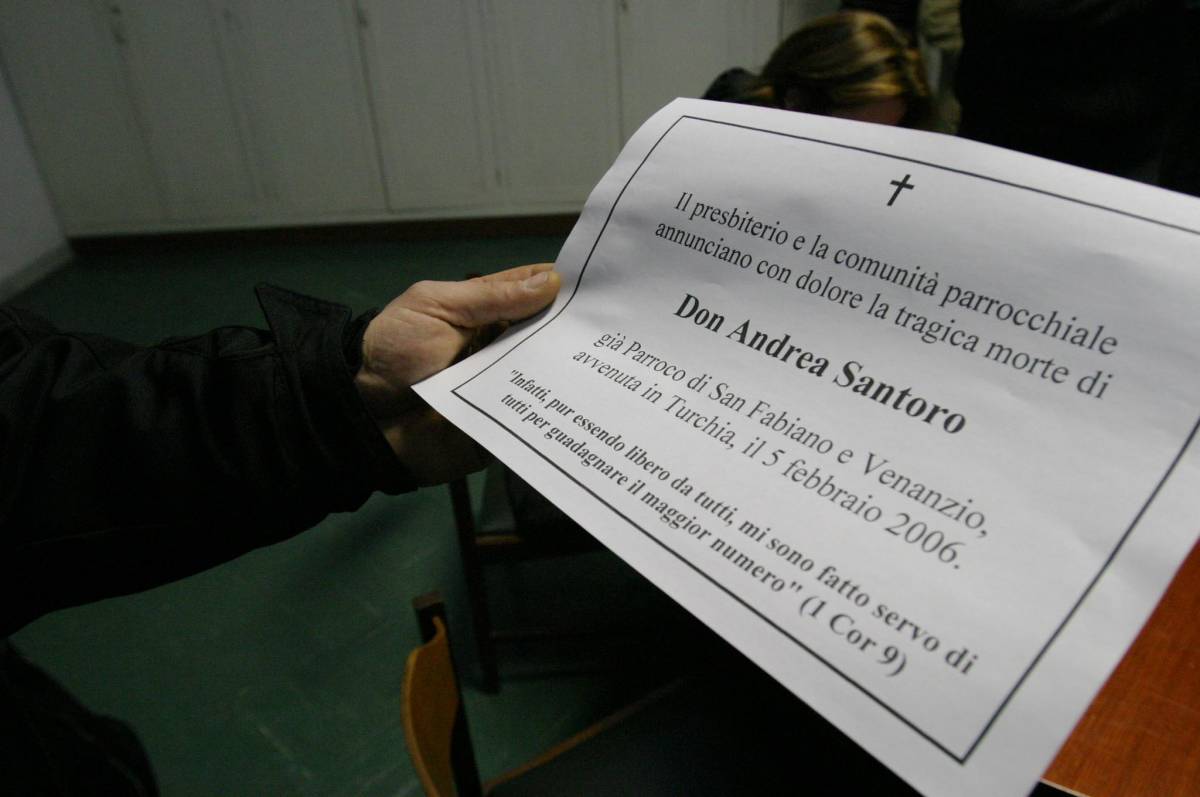 Il presbiterio e la comunità parrocchiale
annunciano con dolore la tragica morte di
Don Andrea Santoro
già Parroco di San Fabiano e Venanzio,
avvenuta in Turchia, il 5 febbraio 2006.
"Infatti, pur essendo libero da tutti, mi sono fatto servo di
tutti per guadagnare il maggior numero" (1 Cor 9)